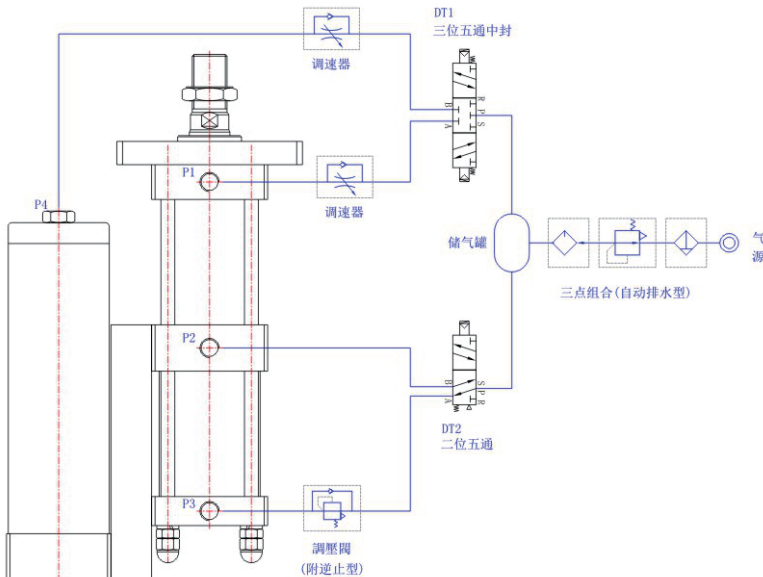 DT1
三位五通中封
调速器
B
A
R
P
S
P1
P4
调速器
储气罐
气
源
三点组合(自动排水型)
P2
B
A
S
P
R
DT2
二位五通
P3
調壓閥
(附逆止型)